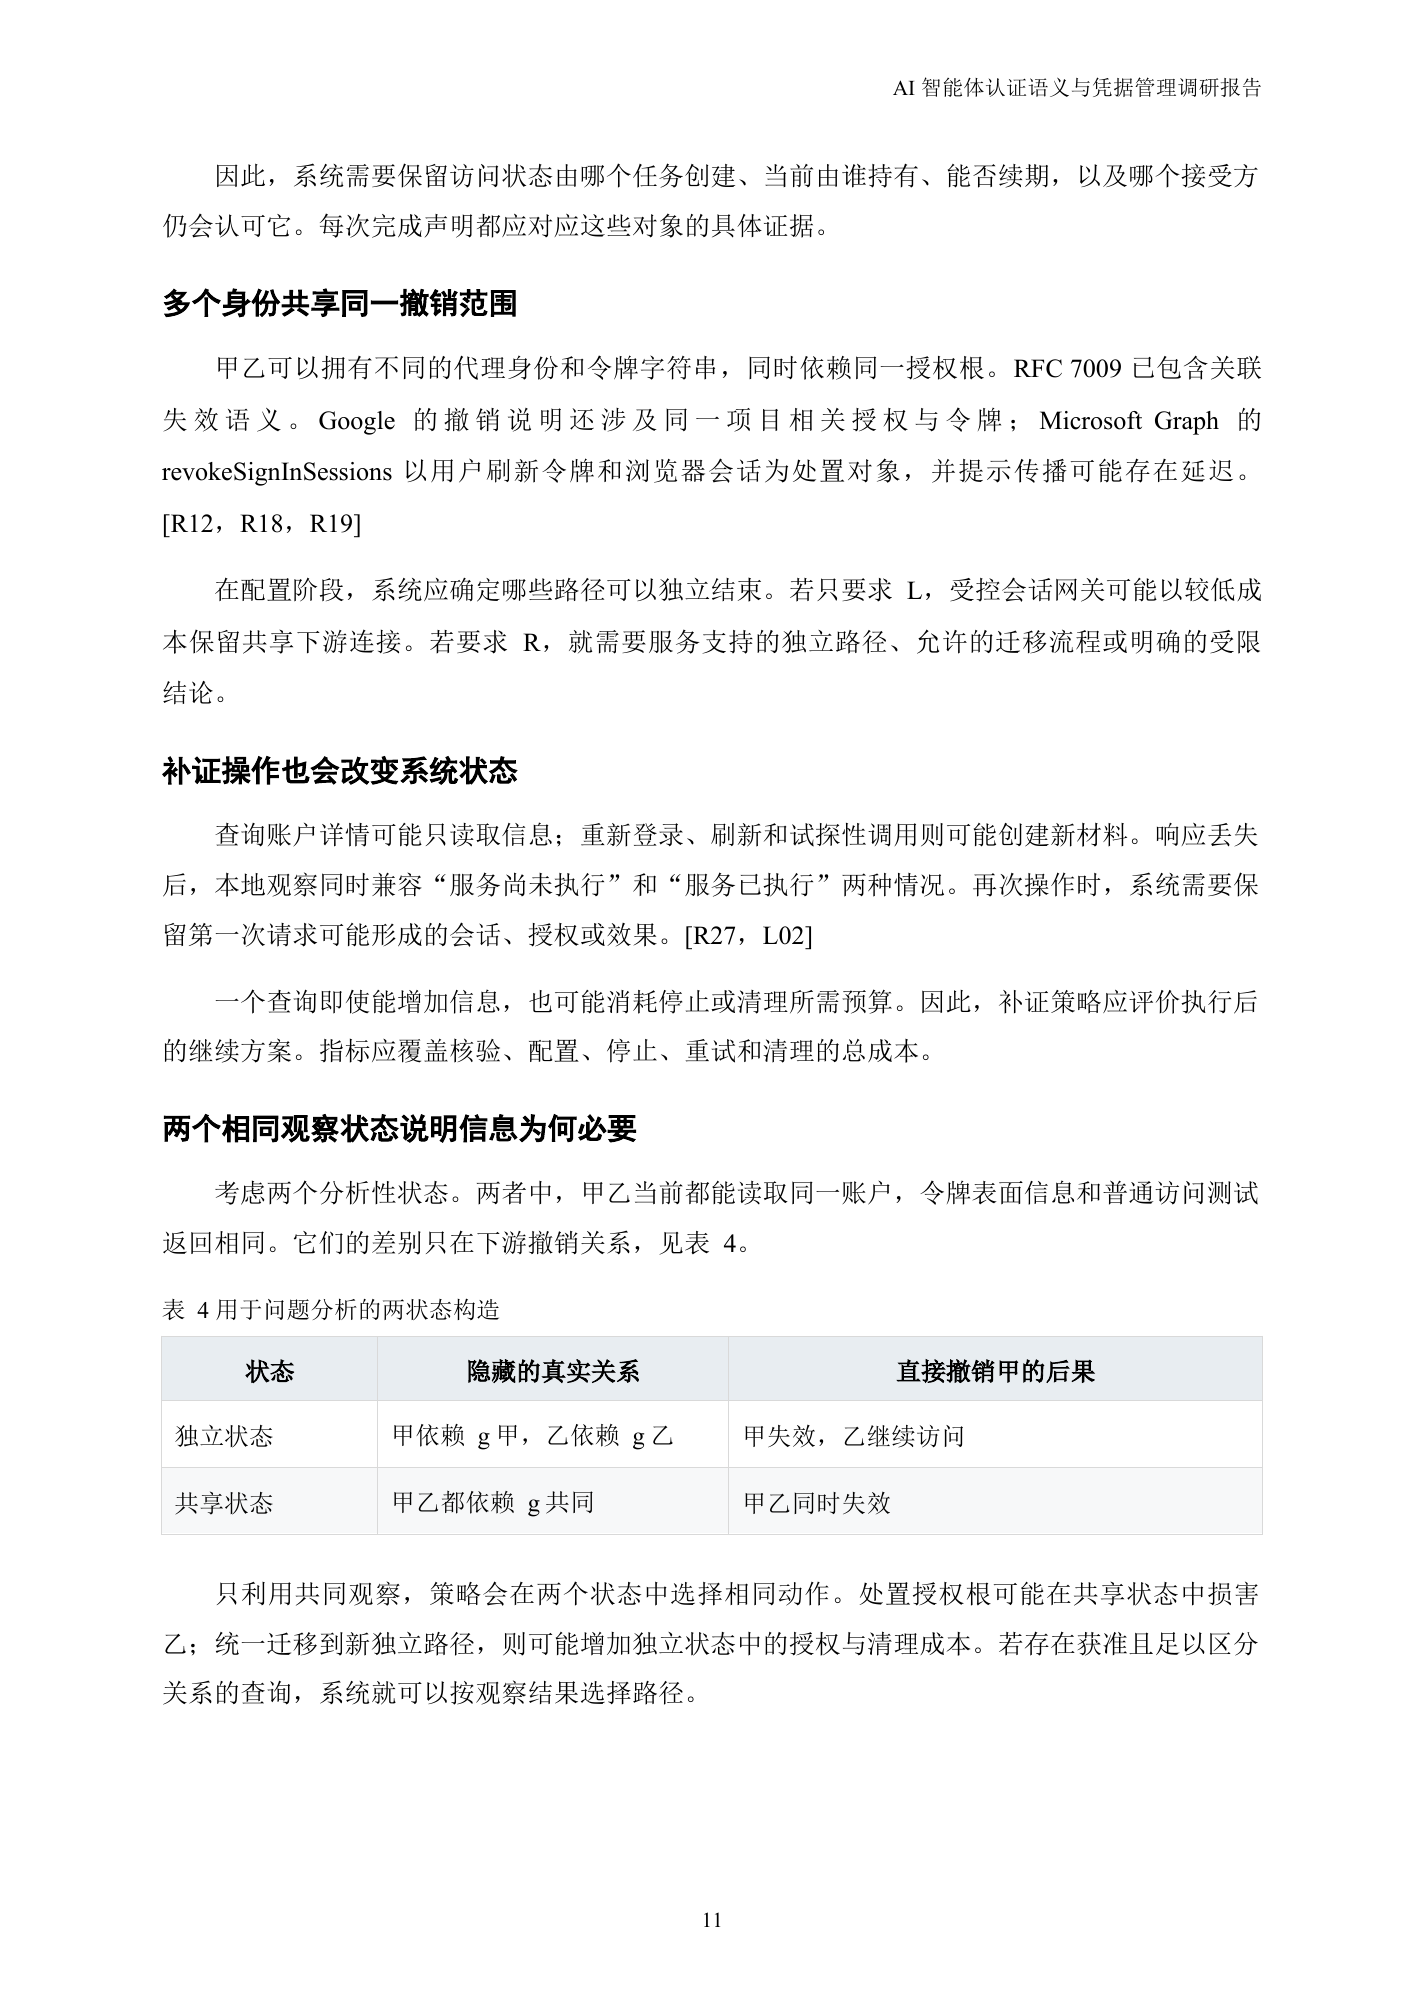 AI 智能体认证语义与凭据管理调研报告
因此，系统需要保留访问状态由哪个任务创建、当前由谁持有、能否续期，以及哪个接受方
仍会认可它。每次完成声明都应对应这些对象的具体证据。
多个身份共享同一撤销范围
甲乙可以拥有不同的代理身份和令牌字符串，同时依赖同一授权根。RFC 7009 已包含关联
失效语义。Google 的撤销说明还涉及同一项目相关授权与令牌；Microsoft Graph 的
revokeSignInSessions 以用户刷新令牌和浏览器会话为处置对象，并提示传播可能存在延迟。
[R12，R18，R19]
在配置阶段，系统应确定哪些路径可以独立结束。若只要求 L，受控会话网关可能以较低成
本保留共享下游连接。若要求 R，就需要服务支持的独立路径、允许的迁移流程或明确的受限
结论。
补证操作也会改变系统状态
查询账户详情可能只读取信息；重新登录、刷新和试探性调用则可能创建新材料。响应丢失
后，本地观察同时兼容“服务尚未执行”和“服务已执行”两种情况。再次操作时，系统需要保
留第一次请求可能形成的会话、授权或效果。[R27，L02]
一个查询即使能增加信息，也可能消耗停止或清理所需预算。因此，补证策略应评价执行后
的继续方案。指标应覆盖核验、配置、停止、重试和清理的总成本。
两个相同观察状态说明信息为何必要
考虑两个分析性状态。两者中，甲乙当前都能读取同一账户，令牌表面信息和普通访问测试
返回相同。它们的差别只在下游撤销关系，见表 4。
表 4 用于问题分析的两状态构造
状态 隐藏的真实关系 直接撤销甲的后果
独立状态 甲依赖 g 甲，乙依赖 g 乙 甲失效，乙继续访问
共享状态 甲乙都依赖 g 共同 甲乙同时失效
只利用共同观察，策略会在两个状态中选择相同动作。处置授权根可能在共享状态中损害
乙；统一迁移到新独立路径，则可能增加独立状态中的授权与清理成本。若存在获准且足以区分
关系的查询，系统就可以按观察结果选择路径。
11